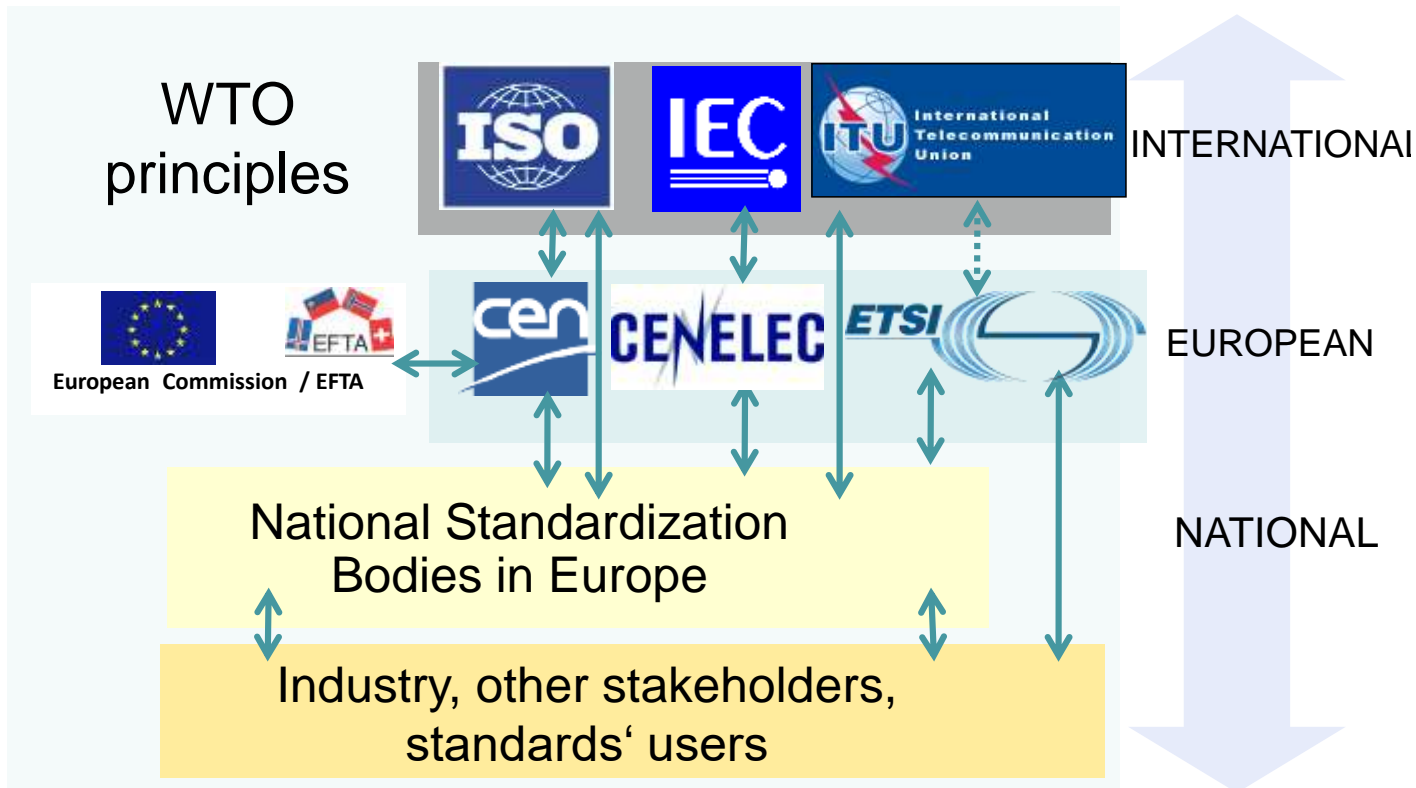 WTO
principles
ISO
IEC
ITU
International
Telecommunication
Union
INTERNATIONAL
EFTA
European Commission / EFTA
cen
CENELEC
ETSI
EUROPEAN
National Standardization
Bodies in Europe
NATIONAL
Industry, other stakeholders,
standards‘ users